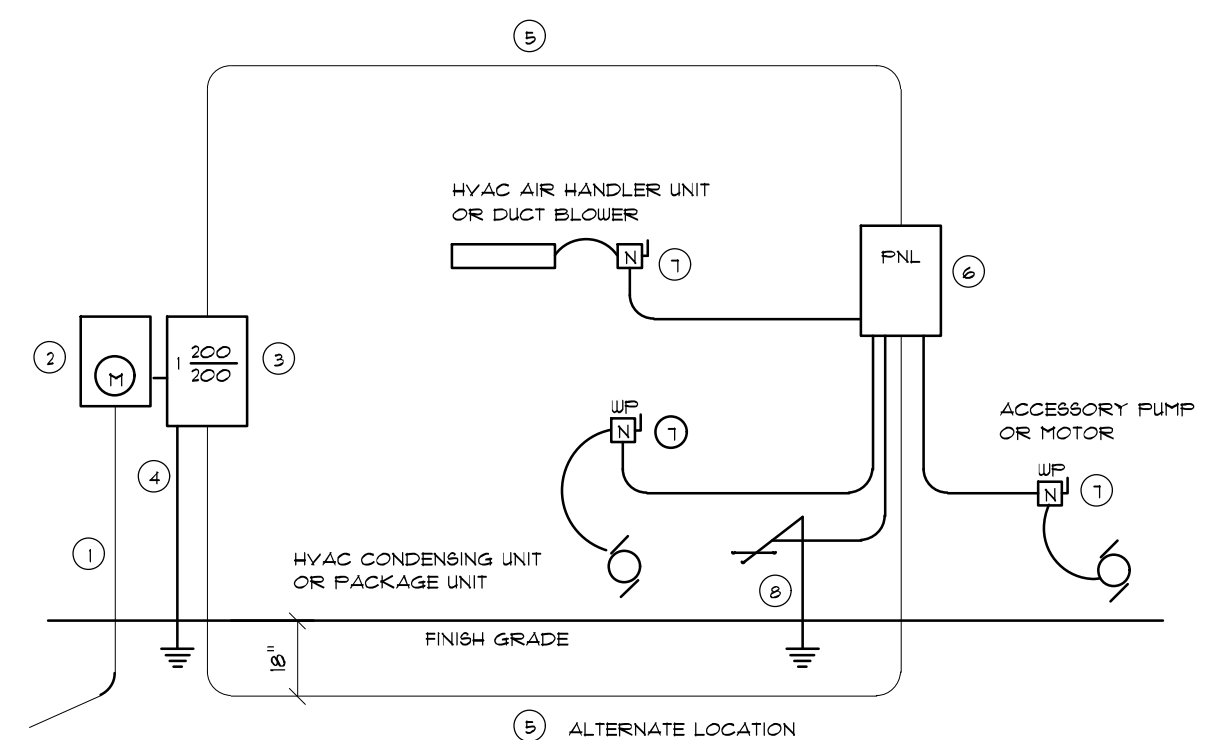 5
HVAC AIR HANDLER UNIT
OR DUCT BLOWER
N
7
PNL
6
2
M
1 200
200
3
WP
N
7
ACCESSORY PUMP
OR MOTOR
WP
N
7
4
1
HVAC CONDENSING UNIT
OR PACKAGE UNIT
8
FINISH GRADE
18"
5 ALTERNATE LOCATION